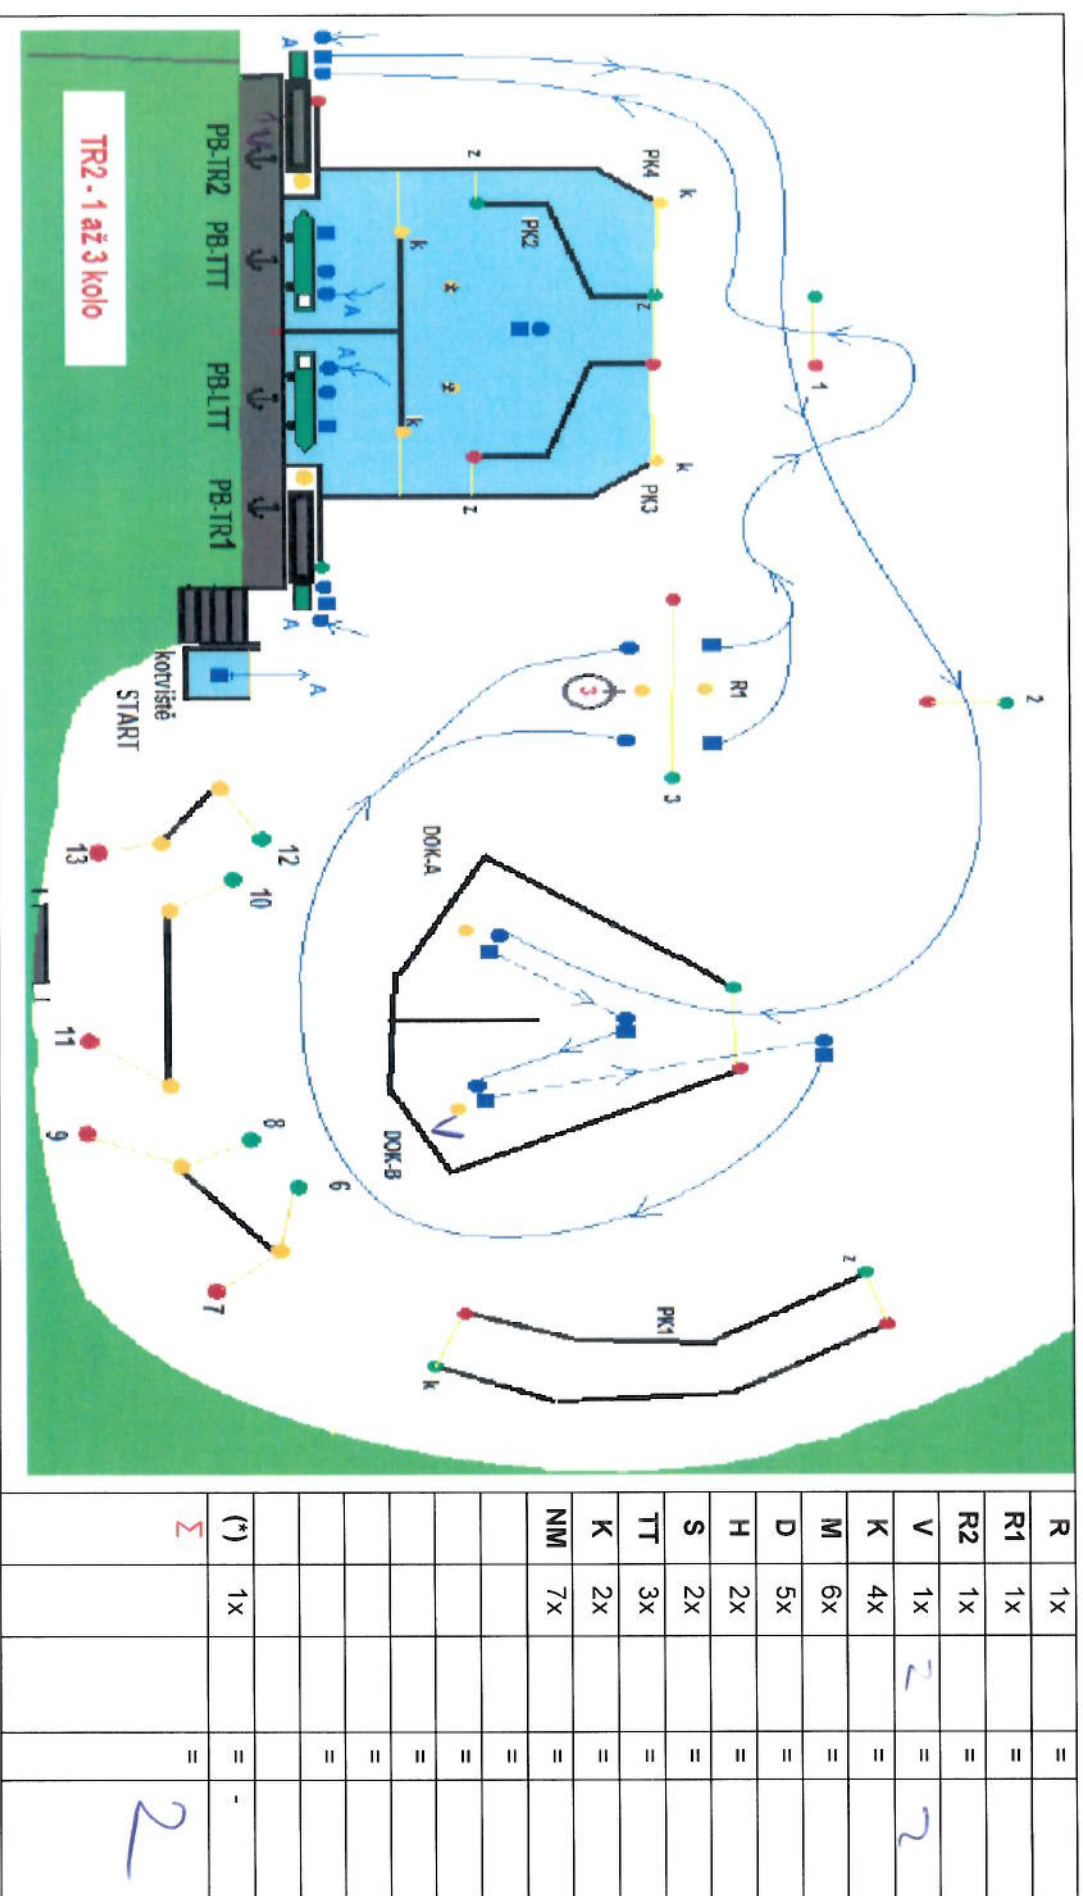 TR2 - 1 až 3 kolo
PB-TR2
PB-TTT
PB-LTT
PB-TR1
kotviště
START
A
A
A
A
A
V
PK4
k
z
PK2
z
k
k
z
k
PK3
1
2
R1
3
3
DOK-A
DOK-B
V
PK1
z
k
12
13
10
11
8
9
6
7
R 1x =
R1 1x =
R2 1x =
V 1x 2 = 2
K 4x =
M 6x =
D 5x =
H 2x =
S 2x =
TT 3x =
K 2x =
NM 7x =
=
=
=
=
=
(*) 1x = -
Σ = 2